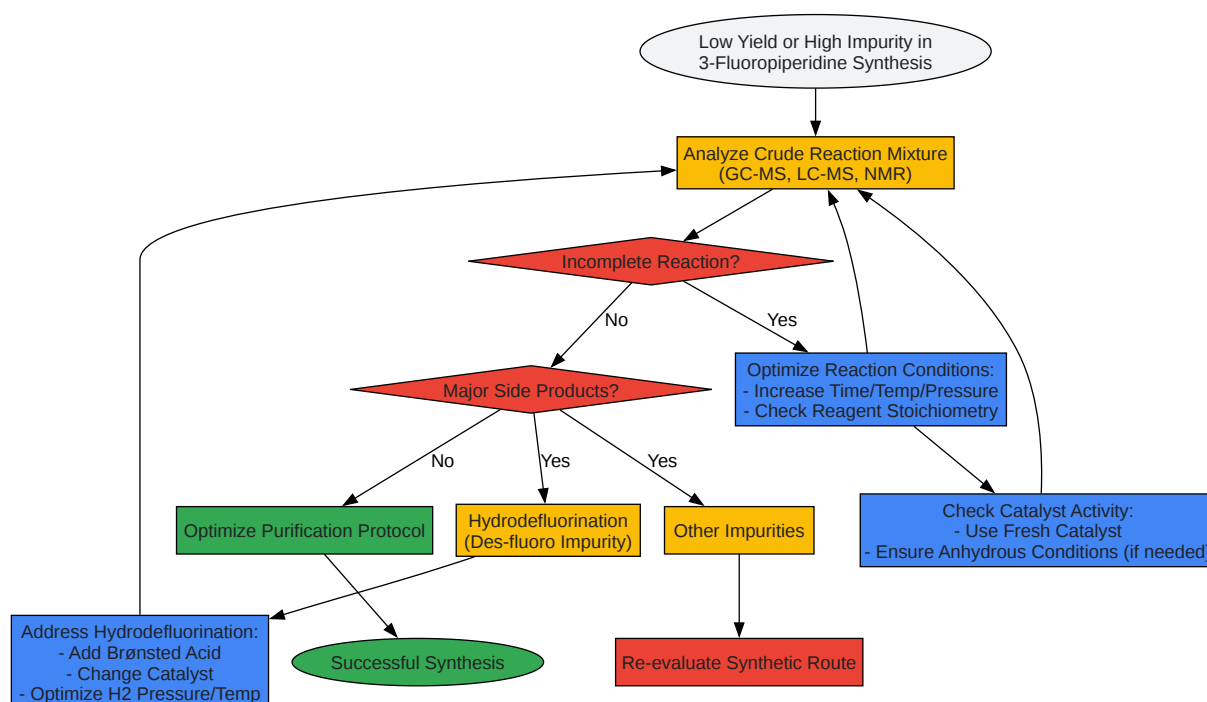 Low Yield or High Impurity in
3-Fluoropiperidine Synthesis
Analyze Crude Reaction Mixture
(GC-MS, LC-MS, NMR)
Incomplete Reaction?
No
Yes
Optimize Reaction Conditions:
- Increase Time/Temp/Pressure
- Check Reagent Stoichiometry
Major Side Products?
No
Yes
Yes
Optimize Purification Protocol
Hydrodefluorination
(Des-fluoro Impurity)
Other Impurities
Check Catalyst Activity:
- Use Fresh Catalyst
- Ensure Anhydrous Conditions (if needed)
Address Hydrodefluorination:
- Add Brønsted Acid
- Change Catalyst
- Optimize H2 Pressure/Temp
Successful Synthesis
Re-evaluate Synthetic Route